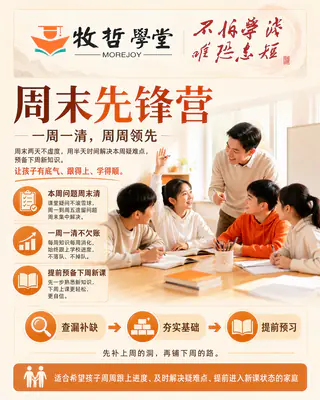 牧哲學堂
MOREJOY
不怕學淺
唯恐志短
周末先锋营
一周一清，周周领先
周末两天不虚度，用半天时间解决本周疑难点，
预备下周新知识。
让孩子有底气、跟得上、学得顺。
本周问题周末清
课堂疑问不滚雪球，
周一到周五遗留问题
周末集中解决。
一周一清不欠账
每周知识每周消化，
始终跟上学校进度，
不落队、不掉队。
提前预备下周新课
先一步熟悉新知识，
下周上课更轻松、
更自信。
查漏补缺
夯实基础
提前预习
先补上周的洞，再铺下周的路。
适合希望孩子周周跟上进度、及时解决疑难点、提前进入新课状态的家庭